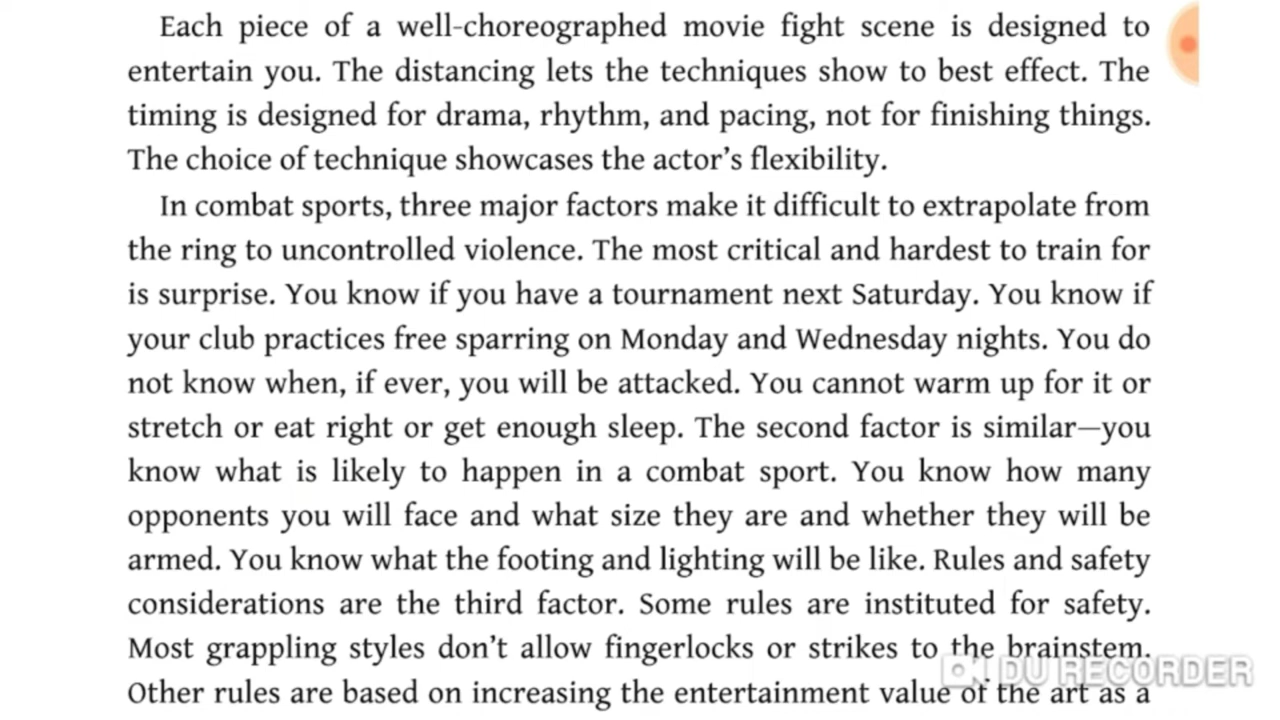 Each piece of a well-choreographed movie fight scene is designed to
entertain you. The distancing lets the techniques show to best effect. The
timing is designed for drama, rhythm, and pacing, not for finishing things.
The choice of technique showcases the actor’s flexibility.
In combat sports, three major factors make it difficult to extrapolate from
the ring to uncontrolled violence. The most critical and hardest to train for
is surprise. You know if you have a tournament next Saturday. You know if
your club practices free sparring on Monday and Wednesday nights. You do
not know when, if ever, you will be attacked. You cannot warm up for it or
stretch or eat right or get enough sleep. The second factor is similar—you
know what is likely to happen in a combat sport. You know how many
opponents you will face and what size they are and whether they will be
armed. You know what the footing and lighting will be like. Rules and safety
considerations are the third factor. Some rules are instituted for safety.
Most grappling styles don’t allow fingerlocks or strikes to the brainstem.
DU RECORDER
Other rules are based on increasing the entertainment value of the art as a